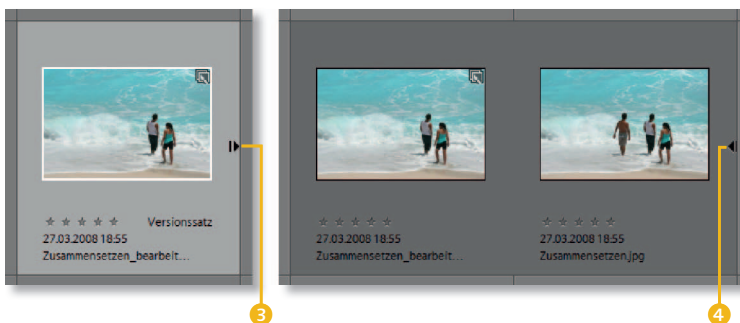 Versionssatz
27.03.2008 18:55
Zusammensetzen_bearbeit...
27.03.2008 18:55
Zusammensetzen_bearbeit...
27.03.2008 18:55
Zusammensetzen.jpg
3
4